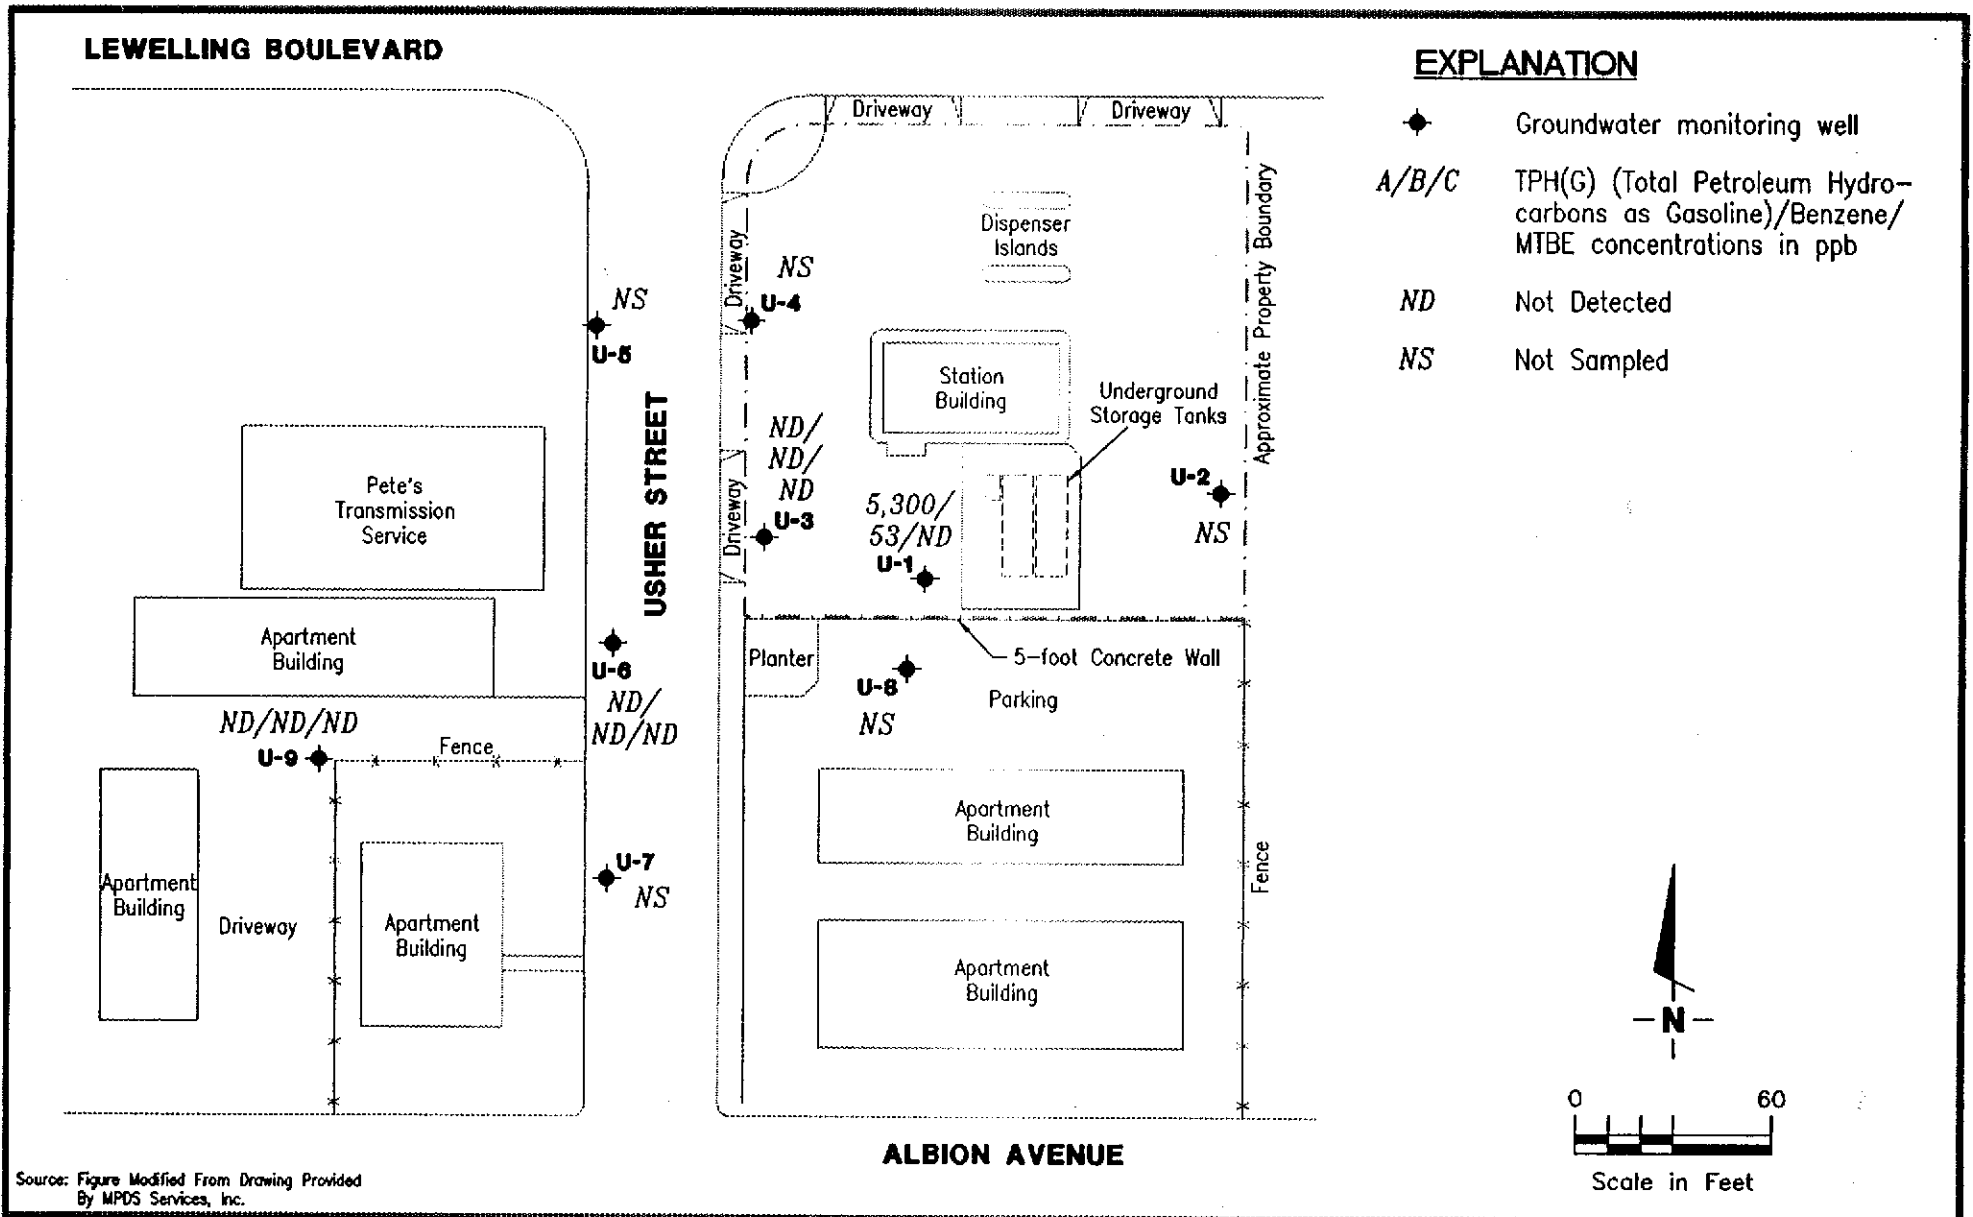 LEWELLING BOULEVARD
EXPLANATION
Groundwater monitoring well
A/B/C TPH(G) (Total Petroleum Hydro-
carbons as Gasoline)/Benzene/
MTBE concentrations in ppb
ND Not Detected
NS Not Sampled
Driveway
Driveway
Driveway
Dispenser
Islands
Approximate Property Boundary
NS
U-4
NS
U-5
Station
Building
Underground
Storage Tanks
USHER STREET
ND/
ND/
ND
U-3
Driveway
5,300/
53/ND
U-1
U-2
NS
Pete's
Transmission
Service
Apartment
Building
U-6
ND/
ND/ND
Planter
5-foot Concrete Wall
U-8
NS
Parking
ND/ND/ND
U-9
Fence
Apartment
Building
Driveway
Apartment
Building
U-7
NS
Apartment
Building
Fence
Apartment
Building
N
0 60
Scale in Feet
ALBION AVENUE
Source: Figure Modified From Drawing Provided
By MPDS Services, Inc.